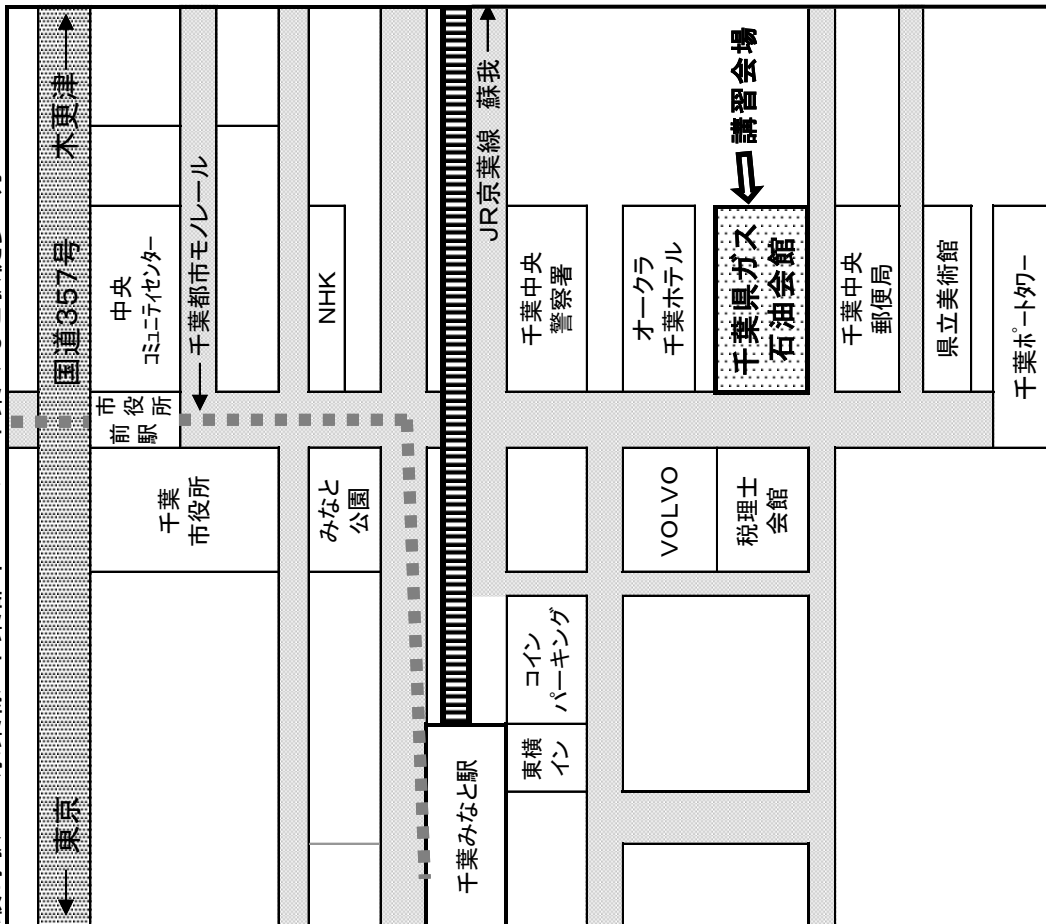 東京
国道357号
木更津
千葉
市役所
市役所
前駅
中央
コミュニティセンター
千葉都市モノレール
みなと
公園
NHK
千葉みなと駅
JR京葉線 蘇我
東横
イン
コイン
パーキング
千葉中央
警察署
VOLVO
オークラ
千葉ホテル
税理士
会館
千葉県ガス
石油会館
講習会場
千葉中央
郵便局
県立美術館
千葉ポートタワー